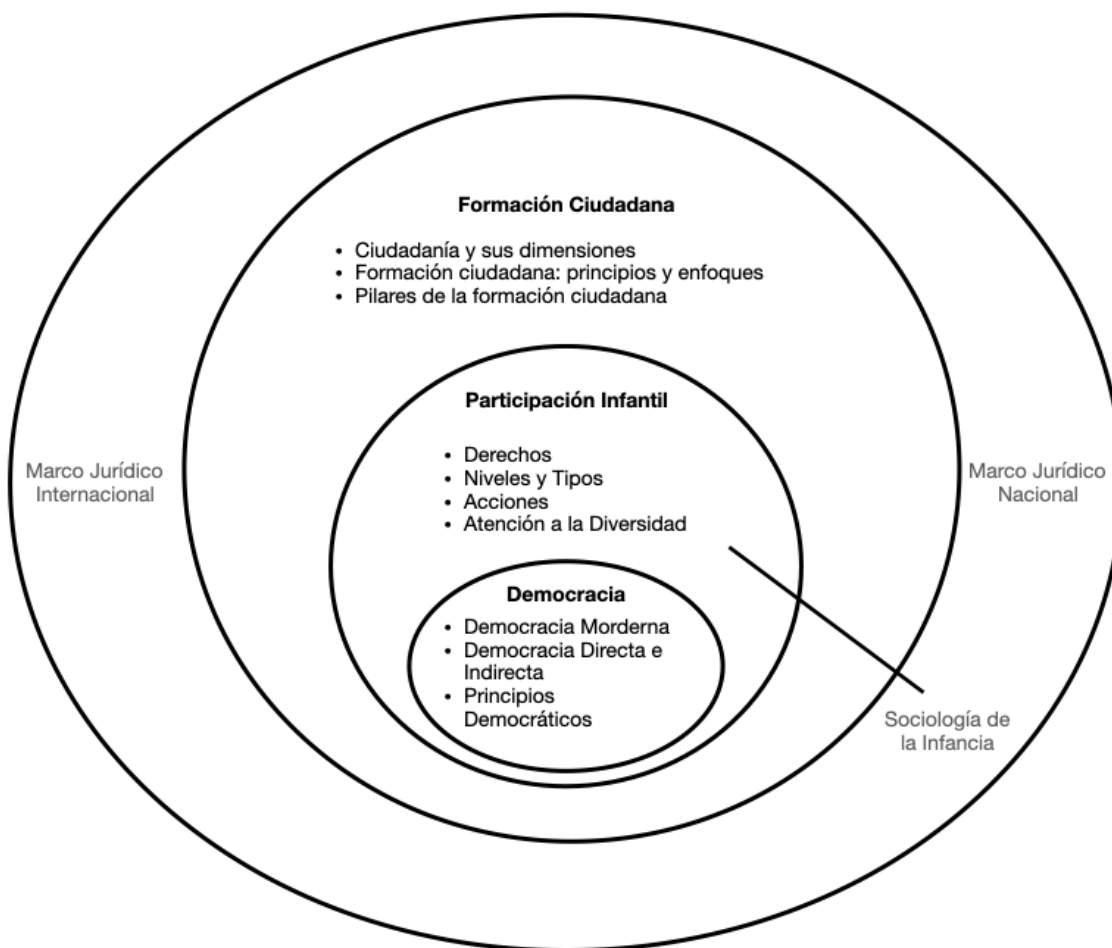 Formación Ciudadana
• Ciudadanía y sus dimensiones
• Formación ciudadana: principios y enfoques
• Pilares de la formación ciudadana
Participación Infantil
• Derechos
• Niveles y Tipos
• Acciones
• Atención a la Diversidad
Marco Jurídico
Internacional
Marco Jurídico
Nacional
Democracia
• Democracia Morderna
• Democracia Directa e
Indirecta
• Principios
Democráticos
Sociología de
la Infancia